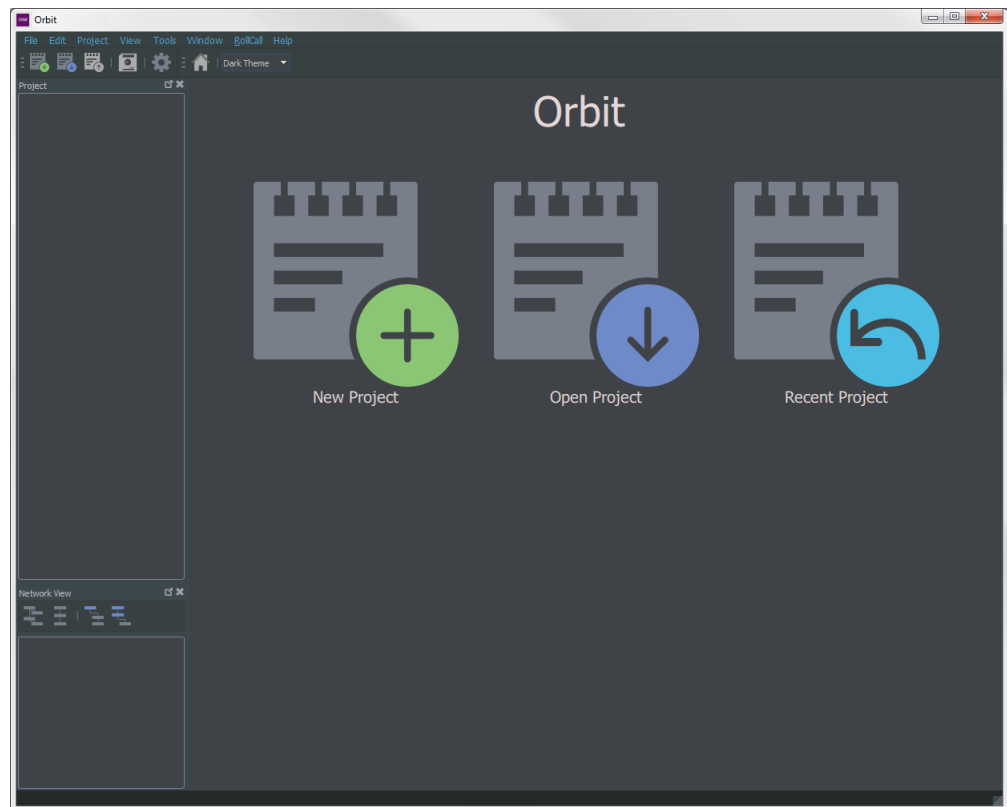 Orbit
File Edit Project View Tools Window RollCall Help
Dark Theme
Project
Orbit
New Project Open Project Recent Project
Network View